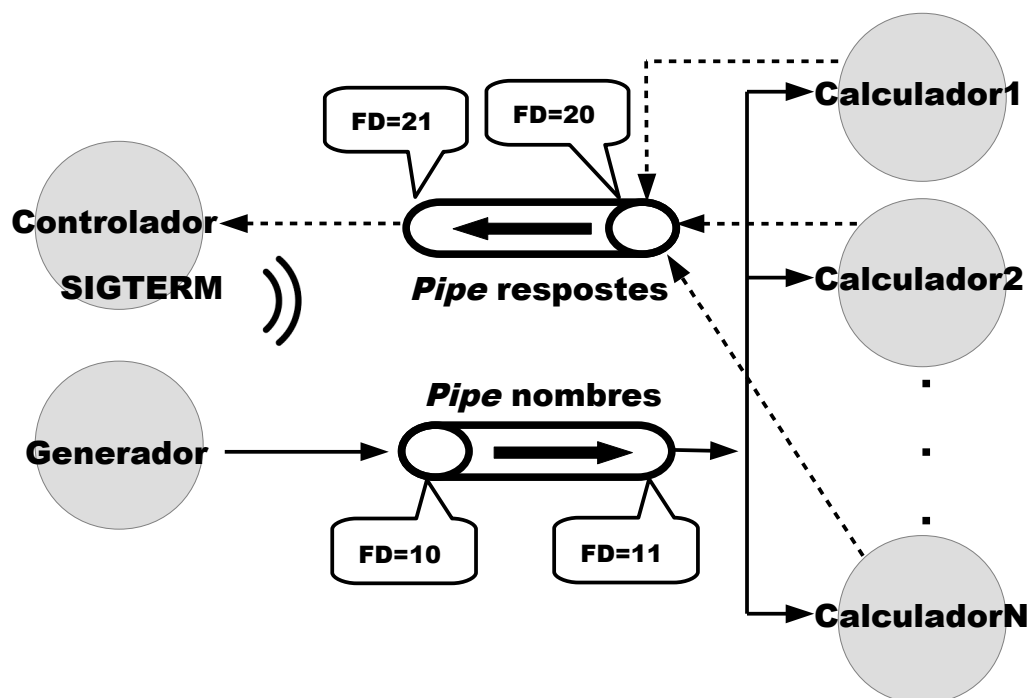 Calculador1
FD=21
FD=20
Controlador
SIGTERM
Pipe respostes
Calculador2
Pipe nombres
Generador
FD=10
FD=11
CalculadorN